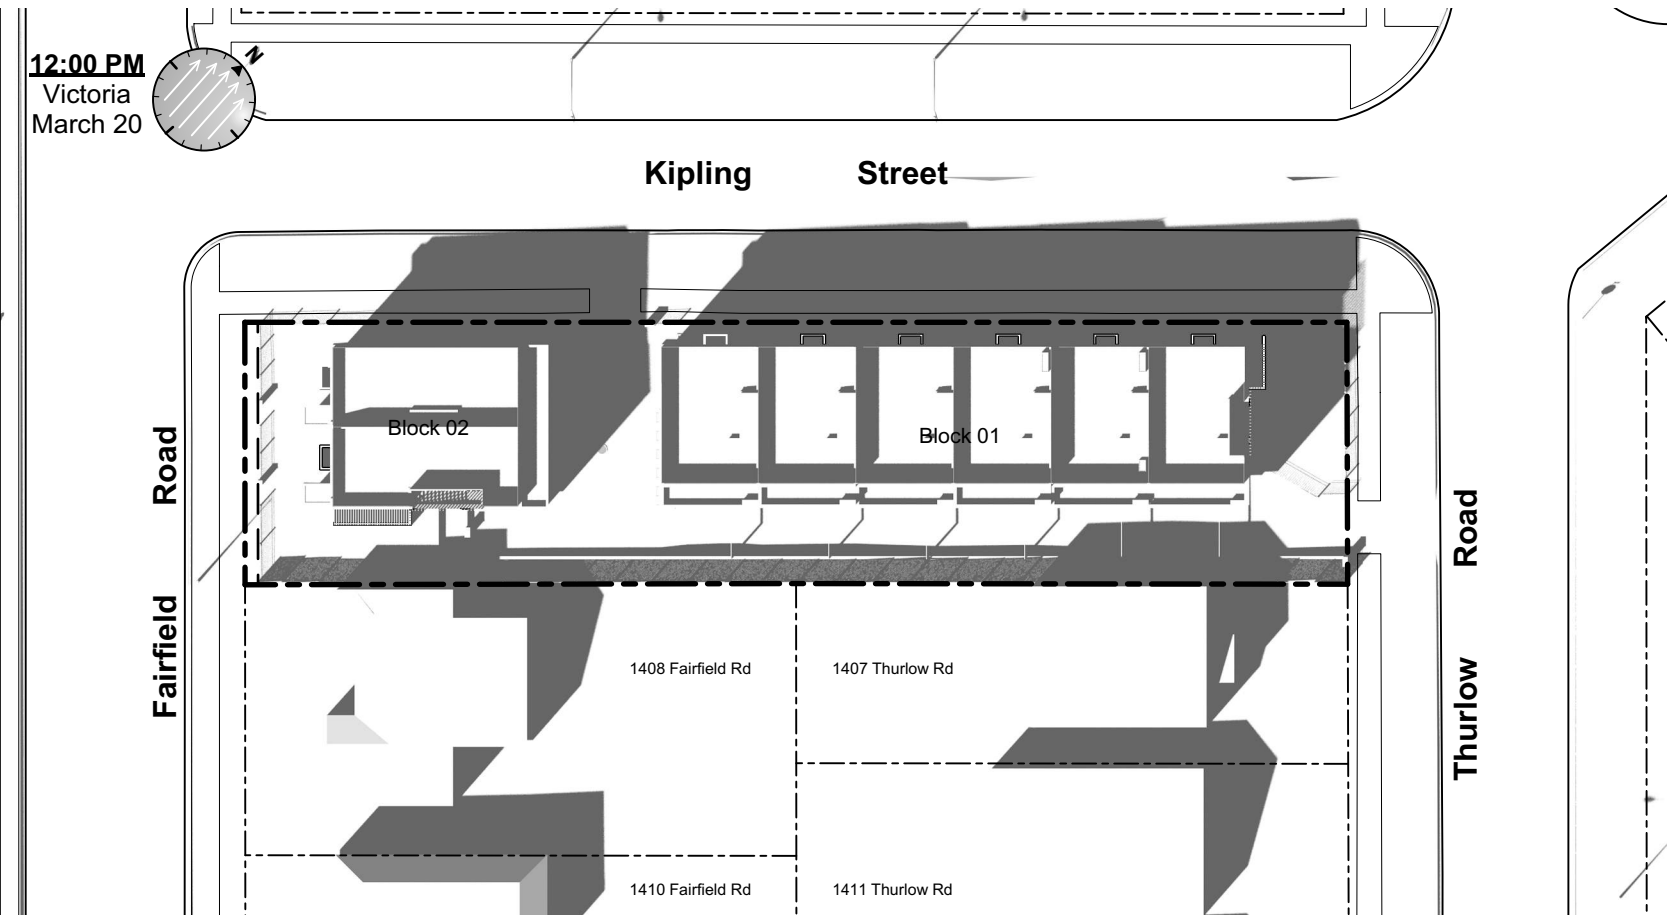 12:00 PM
Victoria
March 20
N
Kipling Street
Block 02
Block 01
Fairfield Road
Thurlow Road
1408 Fairfield Rd
1407 Thurlow Rd
1410 Fairfield Rd
1411 Thurlow Rd